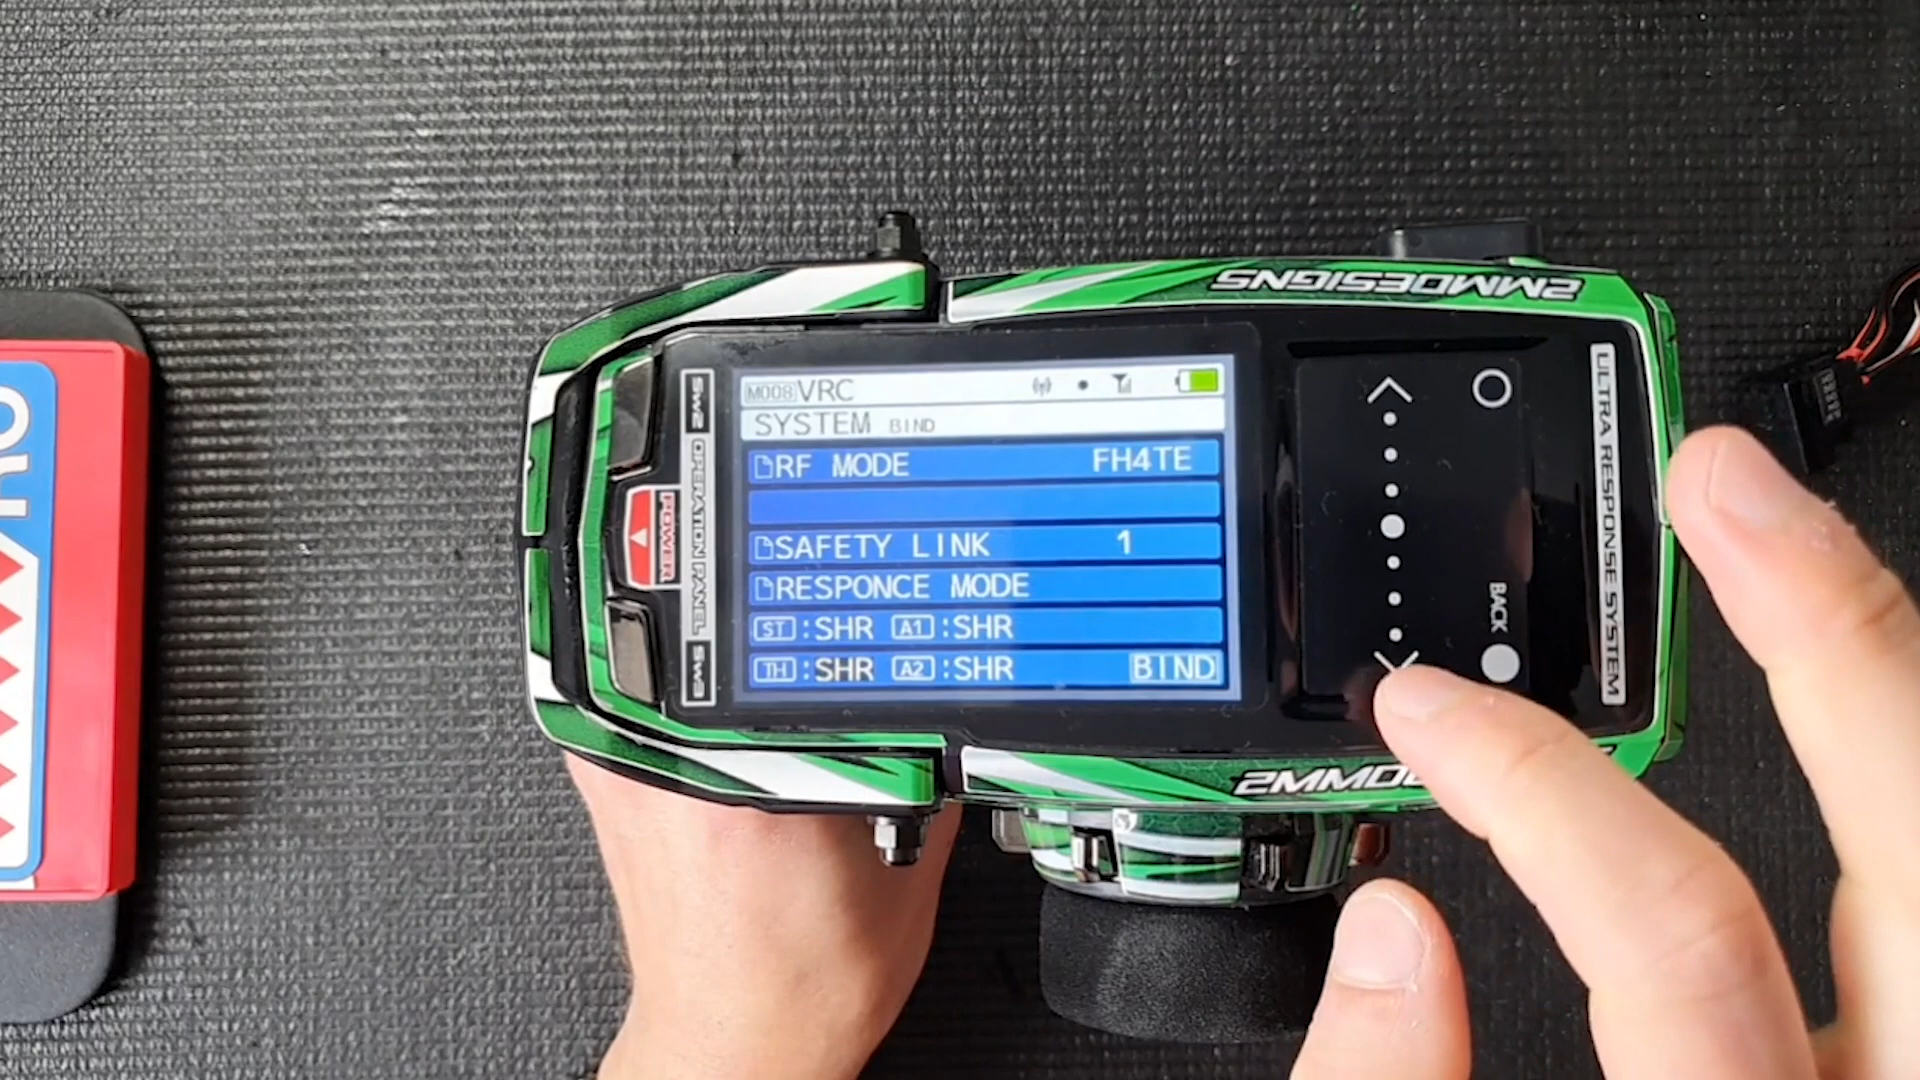 M008 VRC
SYSTEM BIND
RF MODE FH4TE
SAFETY LINK 1
RESPONCE MODE
ST :SHR A1 :SHR
TH :SHR A2 :SHR BIND
SW2 OPERATION PANEL SW3
POWER
BACK
ULTRA RESPONSE SYSTEM
2MMDESIGNS